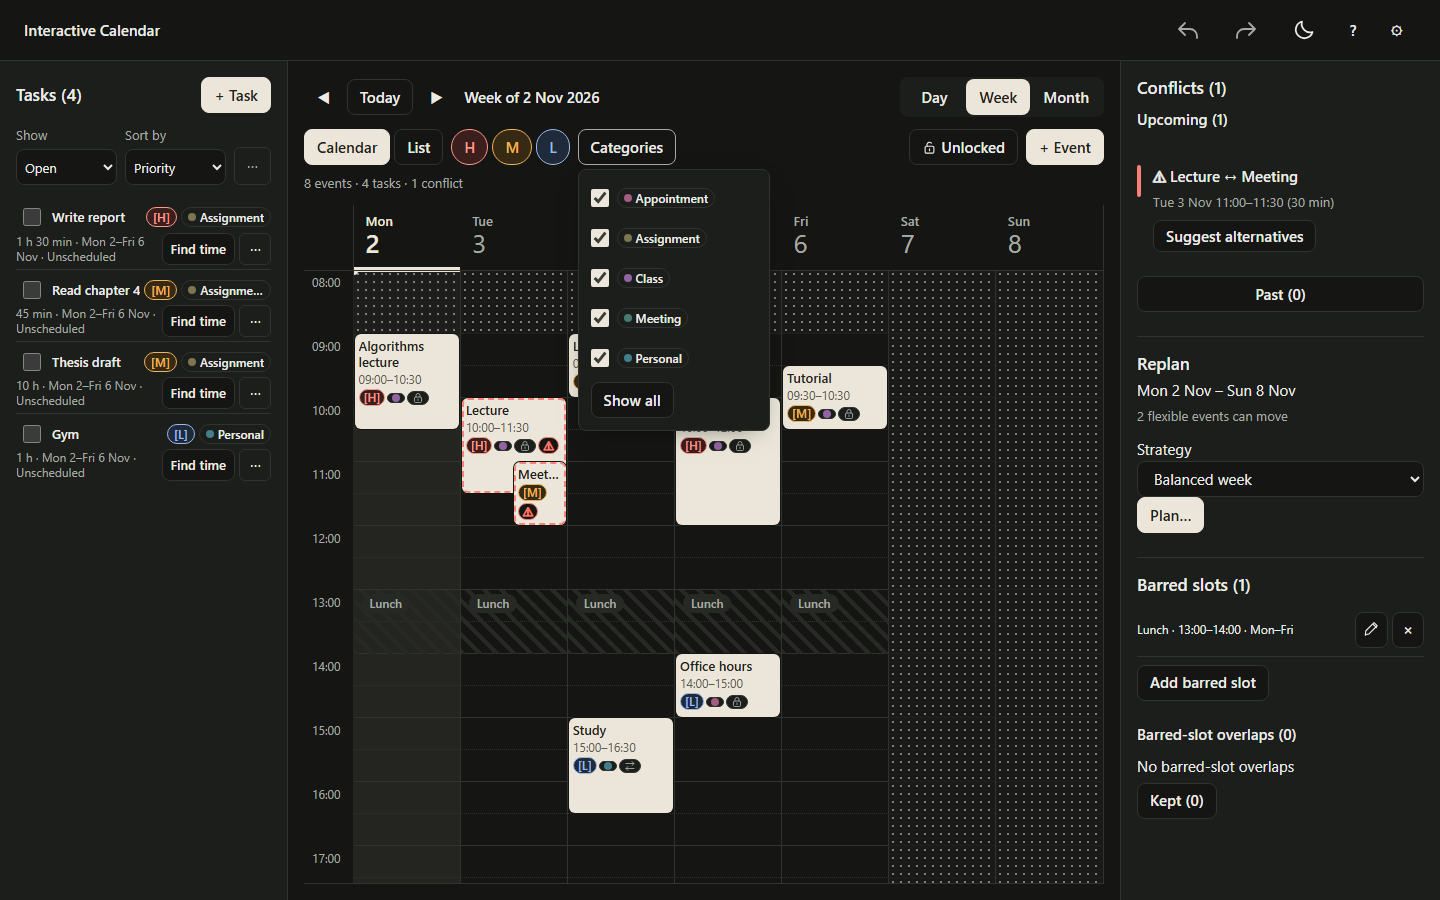 Interactive Calendar
?
Tasks (4)
+ Task
Show
Sort by
Open
Priority
...
Write report
[H]
Assignment
1 h 30 min · Mon 2–Fri 6
Nov · Unscheduled
Find time
...
Read chapter 4
[M]
Assignme...
45 min · Mon 2–Fri 6 Nov ·
Unscheduled
Find time
...
Thesis draft
[M]
Assignment
10 h · Mon 2–Fri 6 Nov ·
Unscheduled
Find time
...
Gym
[L]
Personal
1 h · Mon 2–Fri 6 Nov ·
Unscheduled
Find time
...
◀
Today
▶
Week of 2 Nov 2026
Day
Week
Month
Calendar
List
H
M
L
Categories
Unlocked
+ Event
8 events · 4 tasks · 1 conflict
Appointment
Assignment
Class
Meeting
Personal
Show all
Mon
2
Tue
3
Fri
6
Sat
7
Sun
8
08:00
09:00
10:00
11:00
12:00
13:00
14:00
15:00
16:00
17:00
Algorithms
lecture
09:00–10:30
[H]
Lecture
10:00–11:30
[H]
Meet...
[M]
[H]
Tutorial
09:30–10:30
[M]
Lunch
Lunch
Lunch
Lunch
Lunch
Office hours
14:00–15:00
[L]
Study
15:00–16:30
[L]
Conflicts (1)
Upcoming (1)
Lecture ↔ Meeting
Tue 3 Nov 11:00–11:30 (30 min)
Suggest alternatives
Past (0)
Replan
Mon 2 Nov – Sun 8 Nov
2 flexible events can move
Strategy
Balanced week
Plan...
Barred slots (1)
Lunch · 13:00–14:00 · Mon–Fri
×
Add barred slot
Barred-slot overlaps (0)
No barred-slot overlaps
Kept (0)